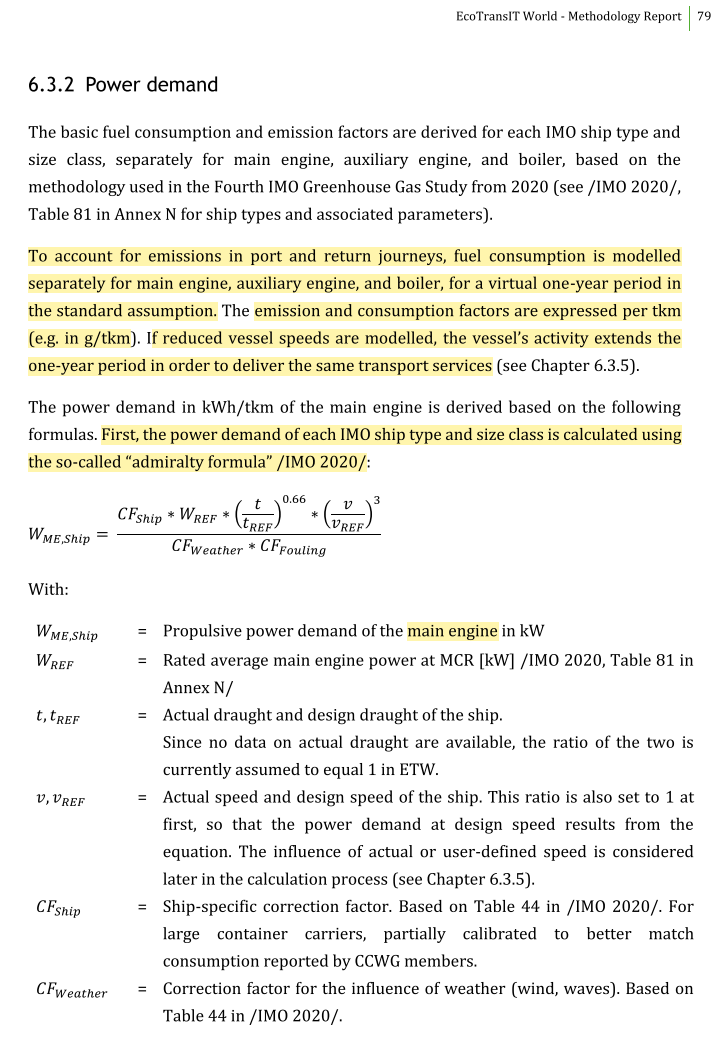 EcoTransIT World - Methodology Report 79
6.3.2 Power demand
The basic fuel consumption and emission factors are derived for each IMO ship type and
size class, separately for main engine, auxiliary engine, and boiler, based on the
methodology used in the Fourth IMO Greenhouse Gas Study from 2020 (see /IMO 2020/,
Table 81 in Annex N for ship types and associated parameters).
To account for emissions in port and return journeys, fuel consumption is modelled
separately for main engine, auxiliary engine, and boiler, for a virtual one-year period in
the standard assumption. The emission and consumption factors are expressed per tkm
(e.g. in g/tkm). If reduced vessel speeds are modelled, the vessel’s activity extends the
one-year period in order to deliver the same transport services (see Chapter 6.3.5).
The power demand in kWh/tkm of the main engine is derived based on the following
formulas. First, the power demand of each IMO ship type and size class is calculated using
the so-called “admiralty formula” /IMO 2020/:
W_{ME,Ship} = \frac{CF_{Ship} * W_{REF} * \left(\frac{t}{t_{REF}}\right)^{0.66} * \left(\frac{v}{v_{REF}}\right)^{3}}{CF_{Weather} * CF_{Fouling}}
With:
W_{ME,Ship} = Propulsive power demand of the main engine in kW
W_{REF} = Rated average main engine power at MCR [kW] /IMO 2020, Table 81 in
Annex N/
t, t_{REF} = Actual draught and design draught of the ship.
Since no data on actual draught are available, the ratio of the two is
currently assumed to equal 1 in ETW.
v, v_{REF} = Actual speed and design speed of the ship. This ratio is also set to 1 at
first, so that the power demand at design speed results from the
equation. The influence of actual or user-defined speed is considered
later in the calculation process (see Chapter 6.3.5).
CF_{Ship} = Ship-specific correction factor. Based on Table 44 in /IMO 2020/. For
large container carriers, partially calibrated to better match
consumption reported by CCWG members.
CF_{Weather} = Correction factor for the influence of weather (wind, waves). Based on
Table 44 in /IMO 2020/.